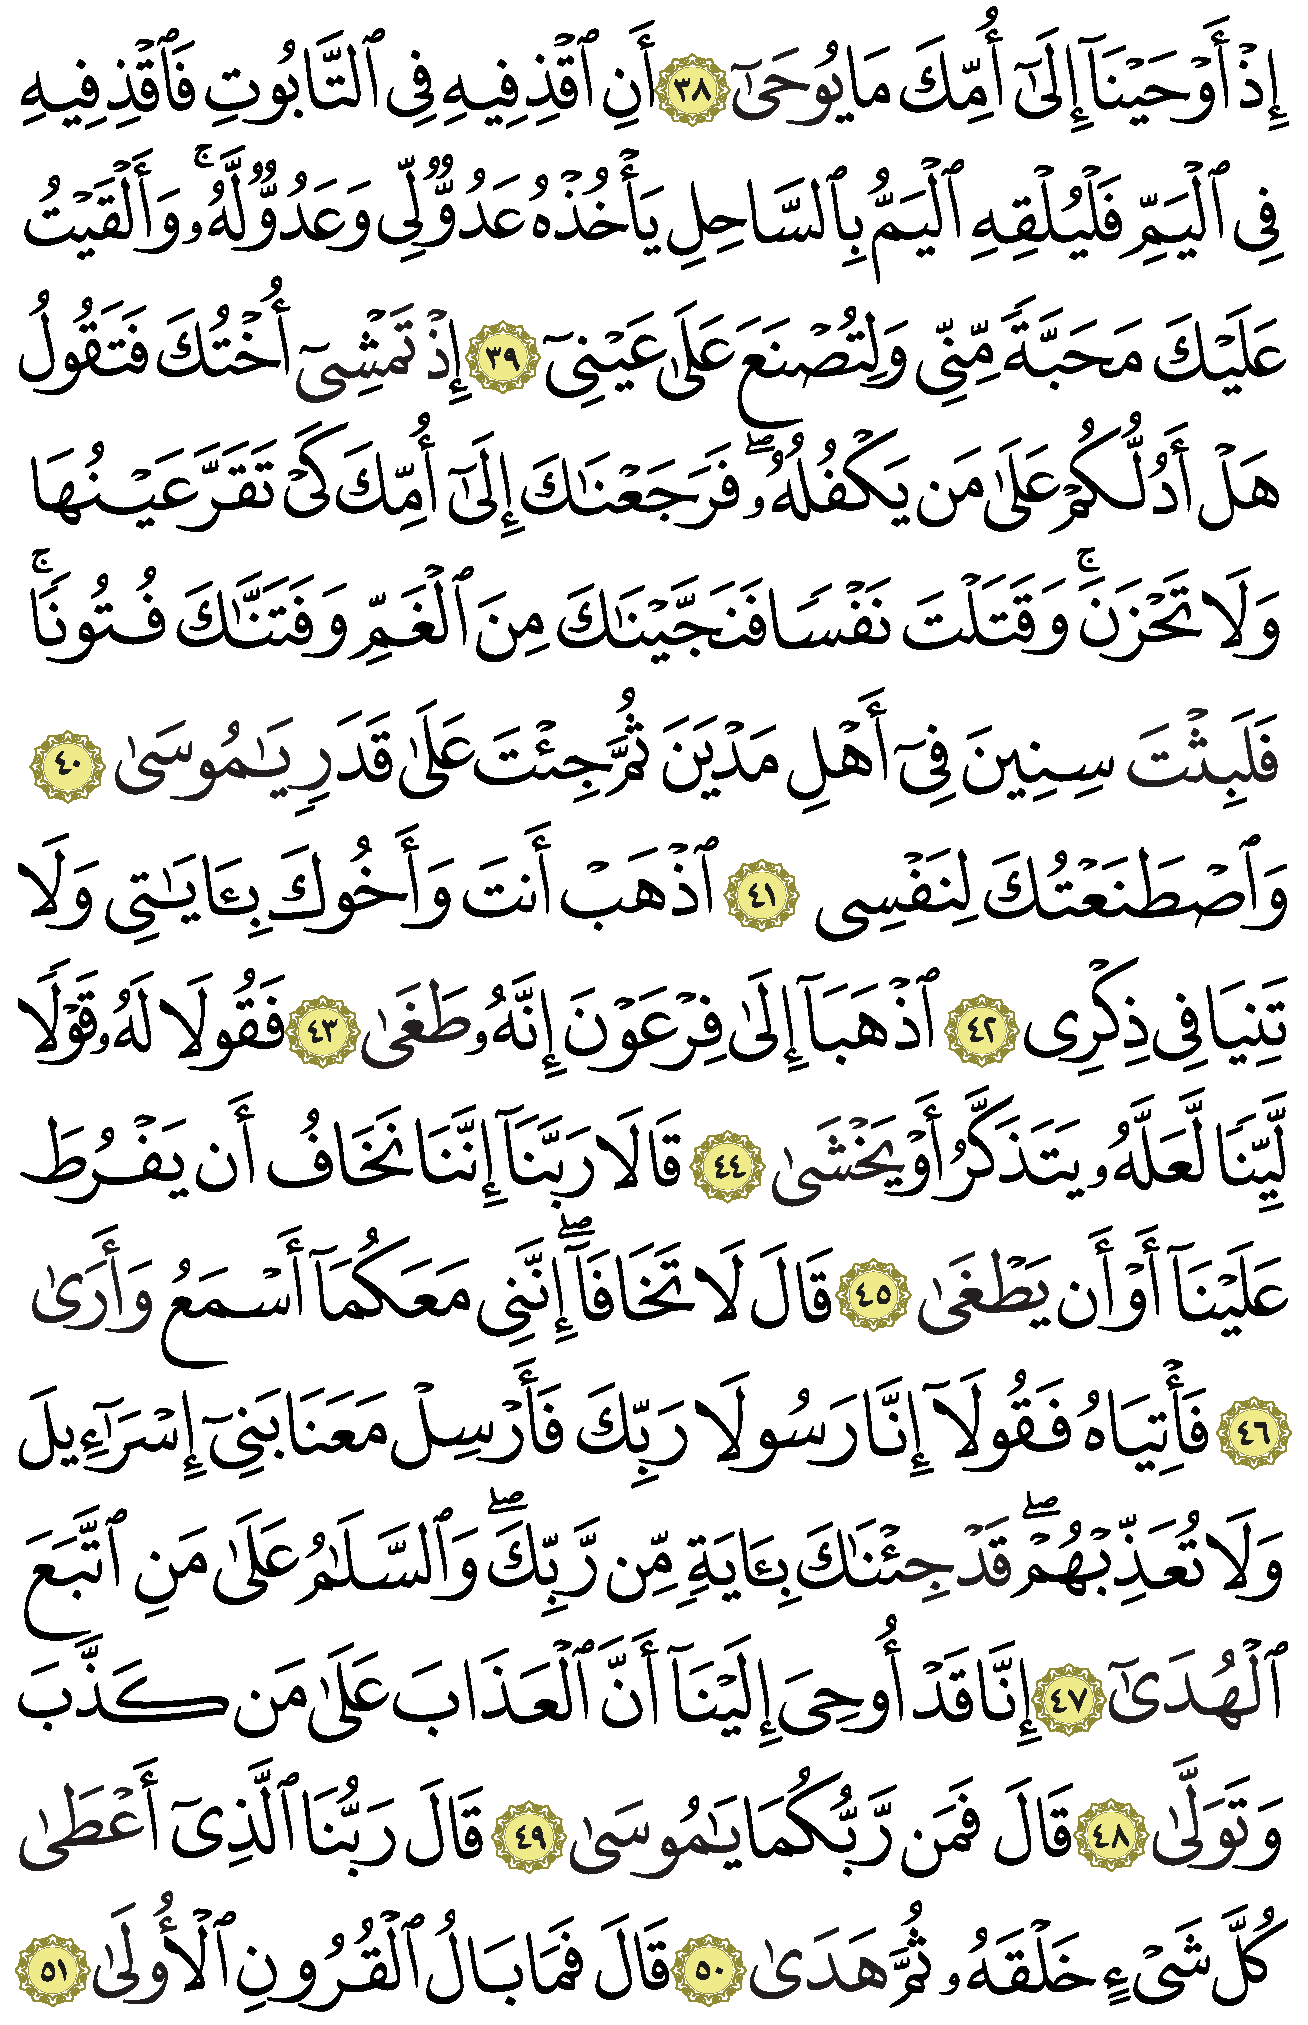 إِذْ أَوْحَيْنَآ إِلَىٰٓ أُمِّكَ مَا يُوحَىٰٓ ٣٨ أَنِ ٱقْذِفِيهِ فِى ٱلتَّابُوتِ فَٱقْذِفِيهِ
فِى ٱلْيَمِّ فَلْيُلْقِهِ ٱلْيَمُّ بِٱلسَّاحِلِ يَأْخُذْهُ عَدُوٌّ لِّى وَعَدُوٌّ لَّهُۥ ۚ وَأَلْقَيْتُ
عَلَيْكَ مَحَبَّةً مِّنِّى وَلِتُصْنَعَ عَلَىٰ عَيْنِىٓ ٣٩ إِذْ تَمْشِىٓ أُخْتُكَ فَتَقُولُ
هَلْ أَدُلُّكُمْ عَلَىٰ مَن يَكْفُلُهُۥ ۖ فَرَجَعْنَٰكَ إِلَىٰٓ أُمِّكَ كَىْ تَقَرَّ عَيْنُهَا
وَلَا تَحْزَنَ ۚ وَقَتَلْتَ نَفْسًا فَنَجَّيْنَٰكَ مِنَ ٱلْغَمِّ وَفَتَنَّٰكَ فُتُونًا ۚ
فَلَبِثْتَ سِنِينَ فِىٓ أَهْلِ مَدْيَنَ ثُمَّ جِئْتَ عَلَىٰ قَدَرٍ يَٰمُوسَىٰ ٤٠
وَٱصْطَنَعْتُكَ لِنَفْسِى ٤١ ٱذْهَبْ أَنتَ وَأَخُوكَ بِـَٔايَٰتِى وَلَا
تَنِيَا فِى ذِكْرِى ٤٢ ٱذْهَبَآ إِلَىٰ فِرْعَوْنَ إِنَّهُۥ طَغَىٰ ٤٣ فَقُولَا لَهُۥ قَوْلًا
لَّيِّنًا لَّعَلَّهُۥ يَتَذَكَّرُ أَوْ يَخْشَىٰ ٤٤ قَالَا رَبَّنَآ إِنَّنَا نَخَافُ أَن يَفْرُطَ
عَلَيْنَآ أَوْ أَن يَطْغَىٰ ٤٥ قَالَ لَا تَخَافَآ ۖ إِنَّنِى مَعَكُمَآ أَسْمَعُ وَأَرَىٰ
٤٦ فَأْتِيَاهُ فَقُولَآ إِنَّا رَسُولَا رَبِّكَ فَأَرْسِلْ مَعَنَا بَنِىٓ إِسْرَٰٓءِيلَ
وَلَا تُعَذِّبْهُمْ ۖ قَدْ جِئْنَٰكَ بِـَٔايَةٍ مِّن رَّبِّكَ ۖ وَٱلسَّلَٰمُ عَلَىٰ مَنِ ٱتَّبَعَ
ٱلْهُدَىٰٓ ٤٧ إِنَّا قَدْ أُوحِىَ إِلَيْنَآ أَنَّ ٱلْعَذَابَ عَلَىٰ مَن كَذَّبَ
وَتَوَلَّىٰ ٤٨ قَالَ فَمَن رَّبُّكُمَا يَٰمُوسَىٰ ٤٩ قَالَ رَبُّنَا ٱلَّذِىٓ أَعْطَىٰ
كُلَّ شَىْءٍ خَلْقَهُۥ ثُمَّ هَدَىٰ ٥٠ قَالَ فَمَا بَالُ ٱلْقُرُونِ ٱلْأُولَىٰ ٥١